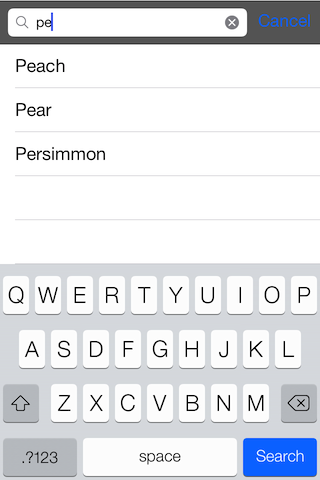 pe Cancel
Peach
Pear
Persimmon
Q W E R T Y U I O P
A S D F G H J K L
Z X C V B N M
.?123 space Search